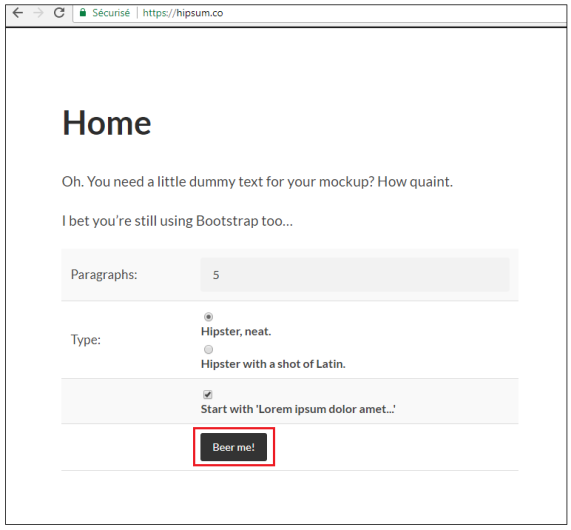 Sécurisé | https://hipsum.co
Home
Oh. You need a little dummy text for your mockup? How quaint.
I bet you're still using Bootstrap too…
Paragraphs: 5
Type:
Hipster, neat.
Hipster with a shot of Latin.
Start with 'Lorem ipsum dolor amet...'
Beer me!